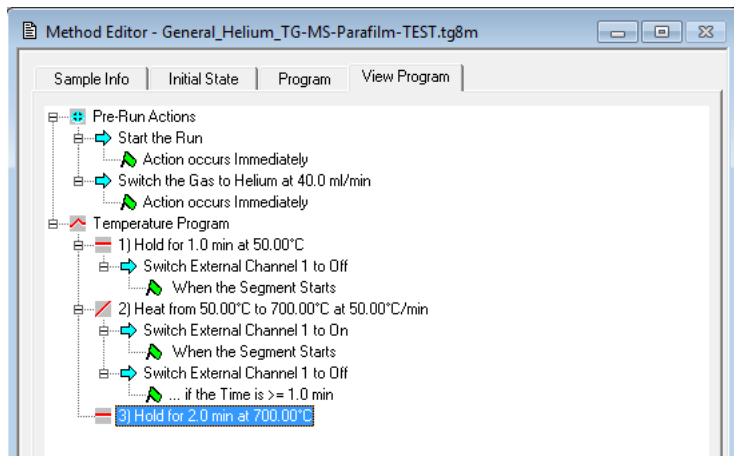 Method Editor - General_Helium_TG-MS-Parafilm-TEST.tg8m
Sample Info
Initial State
Program
View Program
Pre-Run Actions
Start the Run
Action occurs Immediately
Switch the Gas to Helium at 40.0 ml/min
Action occurs Immediately
Temperature Program
1) Hold for 1.0 min at 50.00°C
Switch External Channel 1 to Off
When the Segment Starts
2) Heat from 50.00°C to 700.00°C at 50.00°C/min
Switch External Channel 1 to On
When the Segment Starts
Switch External Channel 1 to Off
... if the Time is >= 1.0 min
3) Hold for 2.0 min at 700.00°C